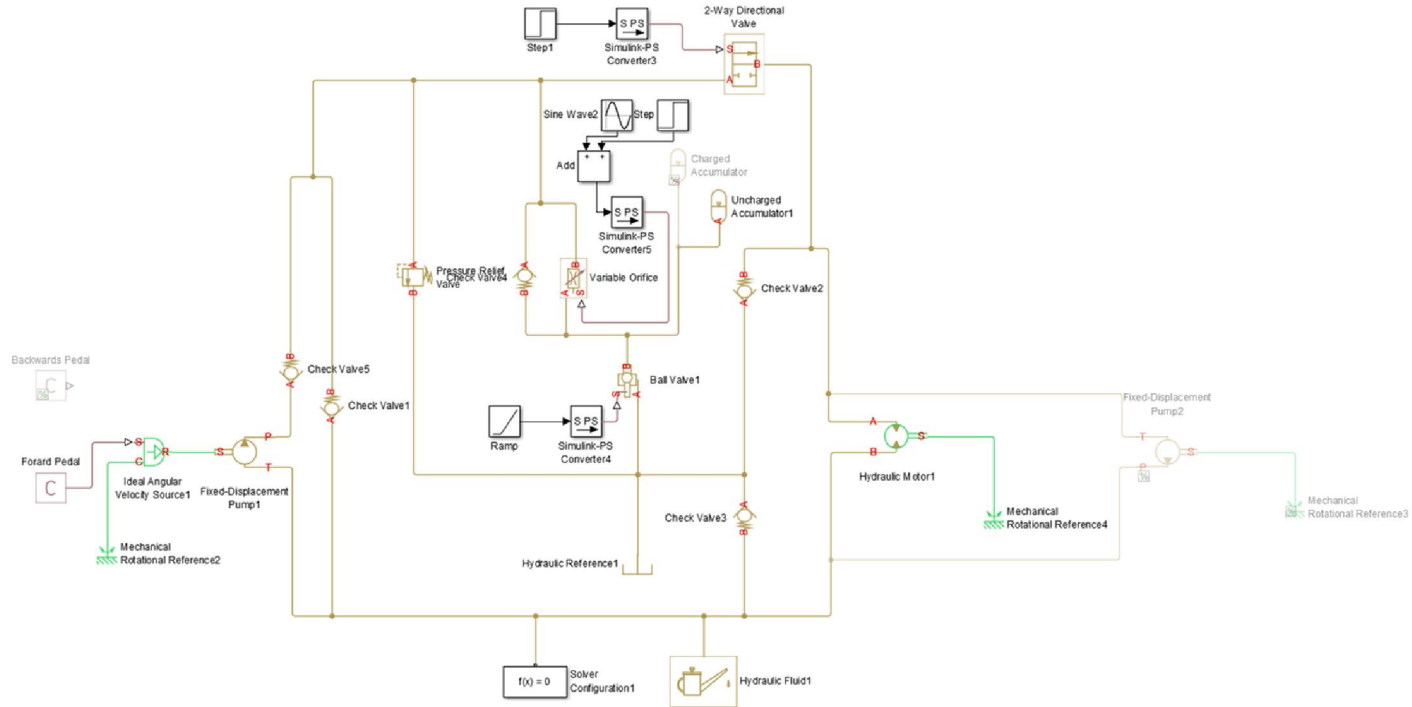 2-Way Directional
Valve
S PS
Step1
Simulink-PS
Converter3
S
B
A
Sine Wave2
Step
+ +
Add
Charged
Accumulator
S PS
Uncharged
Accumulator1
A
Simulink-PS
Converter5
A
Pressure Relief
Valve
B
A
Check Valve4
B
B
Variable Orifice
A
S
B
Check Valve2
A
Backwards Pedal
C
B
Check Valve5
A
B
Check Valve1
A
B
Ball Valve1
S
A
Ramp
S PS
Simulink-PS
Converter4
Fixed-Displacement
Pump2
T
S
P
A
S
B
Hydraulic Motor1
S
R
C
Forard Pedal
C
Ideal Angular
Velocity Source1
P
S
T
Fixed-Displacement
Pump1
A
Check Valve3
B
Mechanical
Rotational Reference4
Mechanical
Rotational Reference3
Mechanical
Rotational Reference2
Hydraulic Reference1
f(x) = 0
Solver
Configuration1
Hydraulic Fluid1